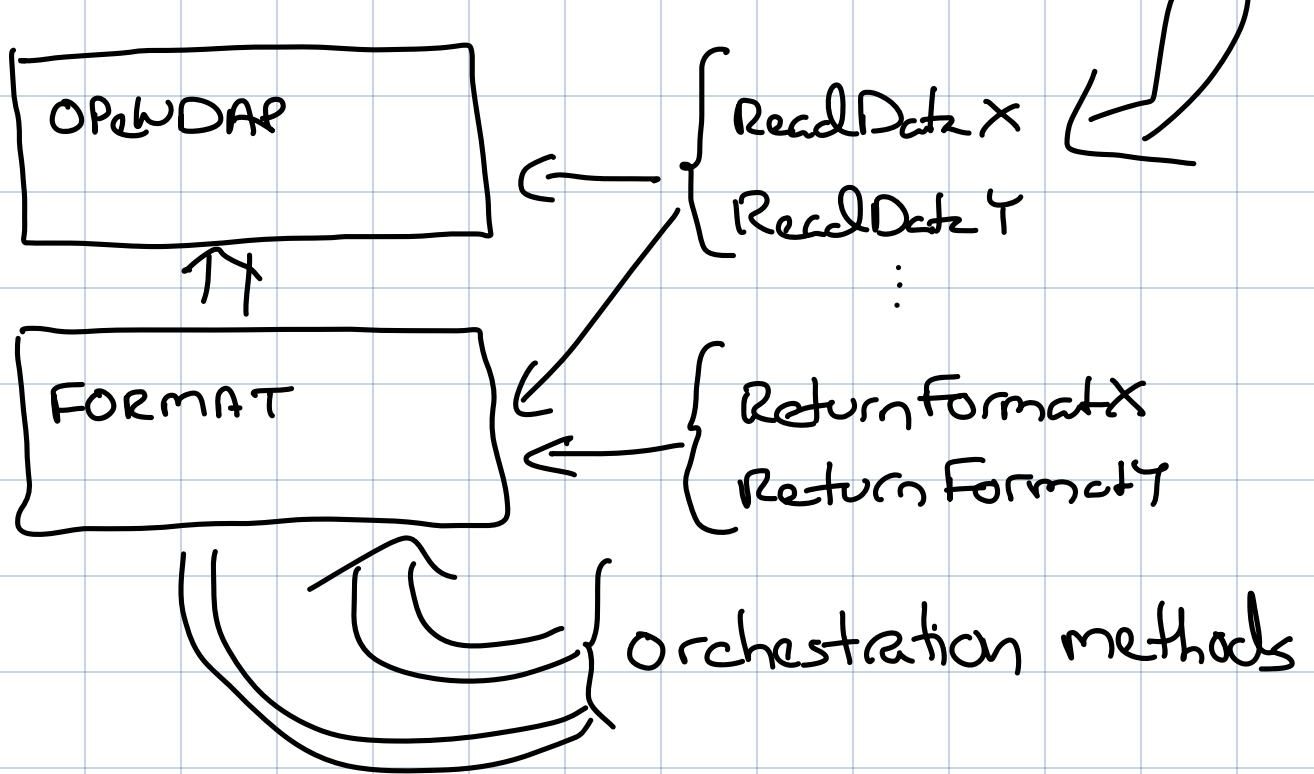 OPeNDAP
ReadDataX
ReadDataY
⋮
FORMAT
ReturnFormatX
ReturnFormatY
orchestration methods